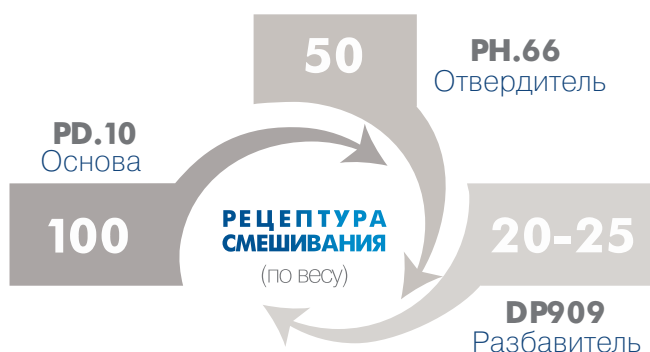 50
PH.66
Отвердитель
PD.10
Основа
100
РЕЦЕПТУРА
СМЕШИВАНИЯ
(по весу)
20-25
DP909
Разбавитель